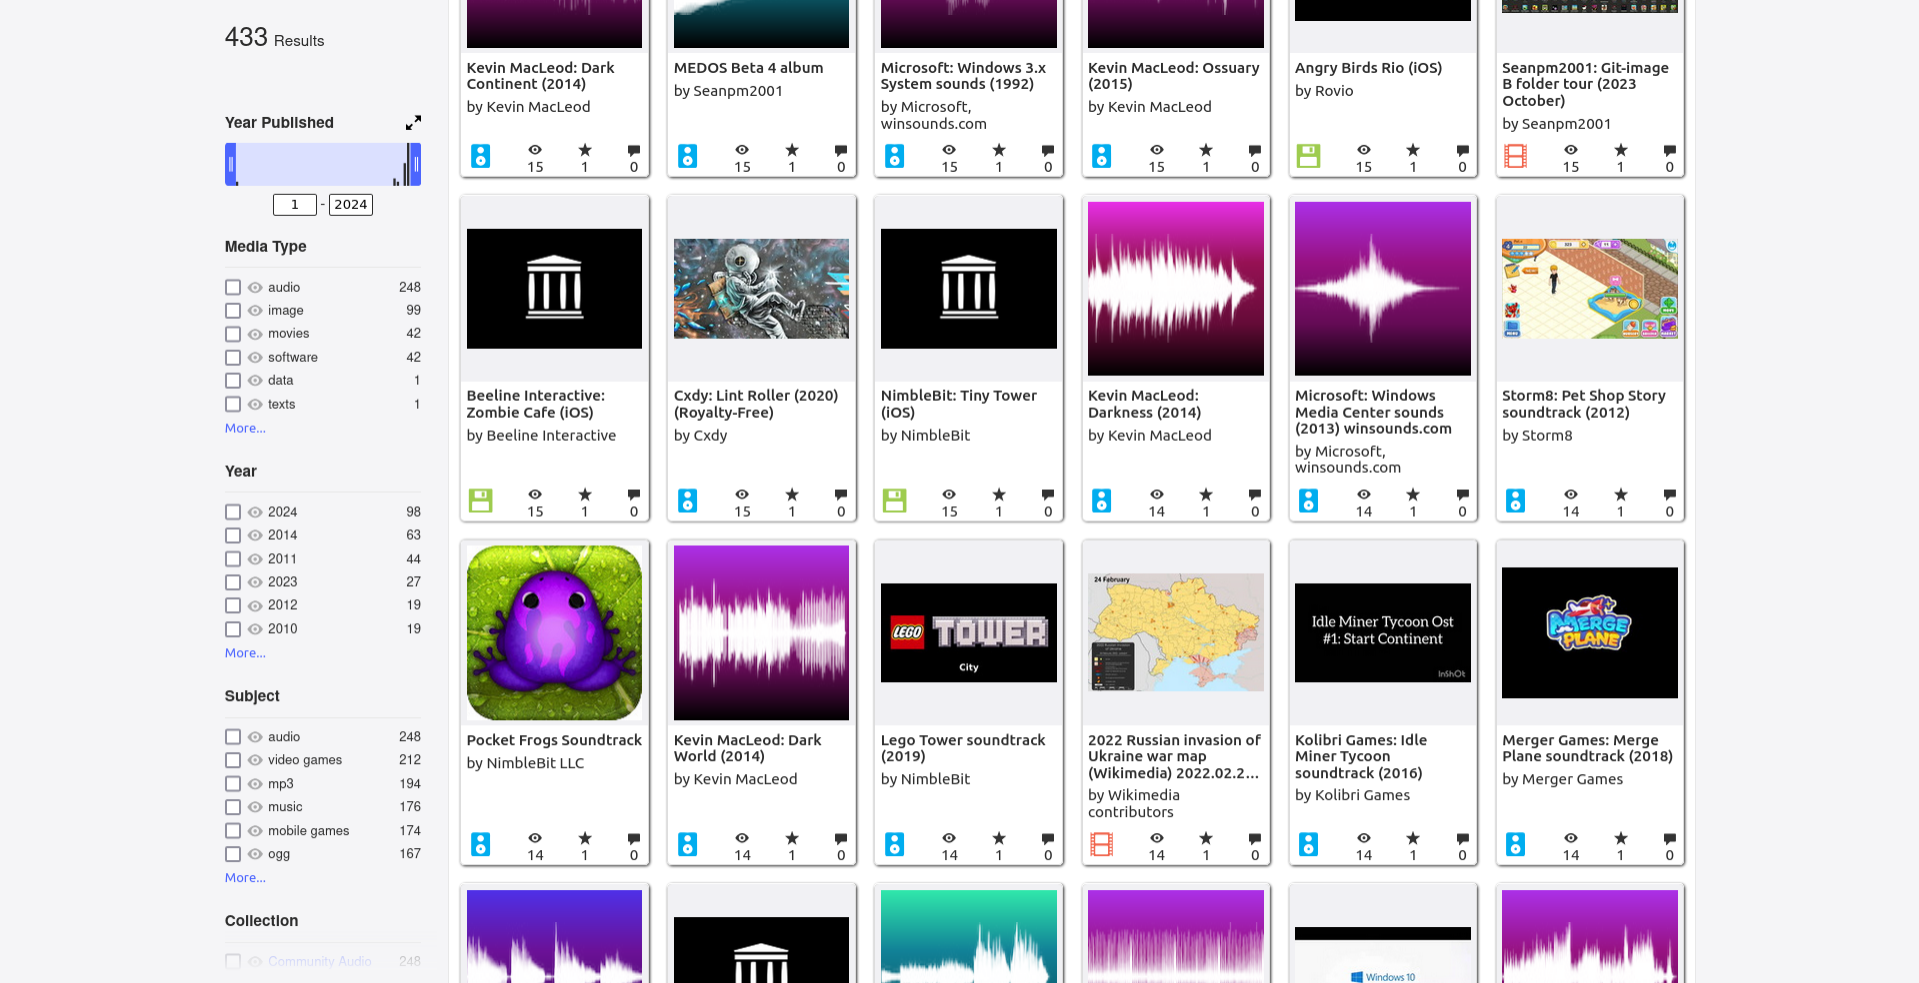 433 Results
Year Published
1 - 2024
Media Type
audio 248
image 99
movies 42
software 42
data 1
texts 1
More...
Year
2024 98
2014 63
2011 44
2023 27
2012 19
2010 19
More...
Subject
audio 248
video games 212
mp3 194
music 176
mobile games 174
ogg 167
More...
Collection
Community Audio 248
Kevin MacLeod: Dark
Continent (2014)
by Kevin MacLeod
15 1 0
MEDOS Beta 4 album
by Seanpm2001
15 1 0
Microsoft: Windows 3.x
System sounds (1992)
by Microsoft,
winsounds.com
15 1 0
Kevin MacLeod: Ossuary
(2015)
by Kevin MacLeod
15 1 0
Angry Birds Rio (iOS)
by Rovio
15 1 0
Seanpm2001: Git-image
B folder tour (2023
October)
by Seanpm2001
15 1 0
Beeline Interactive:
Zombie Cafe (iOS)
by Beeline Interactive
15 1 0
Cxdy: Lint Roller (2020)
(Royalty-Free)
by Cxdy
15 1 0
NimbleBit: Tiny Tower
(iOS)
by NimbleBit
15 1 0
Kevin MacLeod:
Darkness (2014)
by Kevin MacLeod
14 1 0
Microsoft: Windows
Media Center sounds
(2013) winsounds.com
by Microsoft,
winsounds.com
14 1 0
Storm8: Pet Shop Story
soundtrack (2012)
by Storm8
14 1 0
Pocket Frogs Soundtrack
by NimbleBit LLC
14 1 0
Kevin MacLeod: Dark
World (2014)
by Kevin MacLeod
14 1 0
LEGO TOWER
City
Lego Tower soundtrack
(2019)
by NimbleBit
14 1 0
24 February
2022 Russian invasion of
Ukraine war map
(Wikimedia) 2022.02.2...
by Wikimedia
contributors
14 1 0
Idle Miner Tycoon Ost
#1: Start Continent
InShOt
Kolibri Games: Idle
Miner Tycoon
soundtrack (2016)
by Kolibri Games
14 1 0
MERGE
PLANE
Merger Games: Merge
Plane soundtrack (2018)
by Merger Games
14 1 0
Windows 10